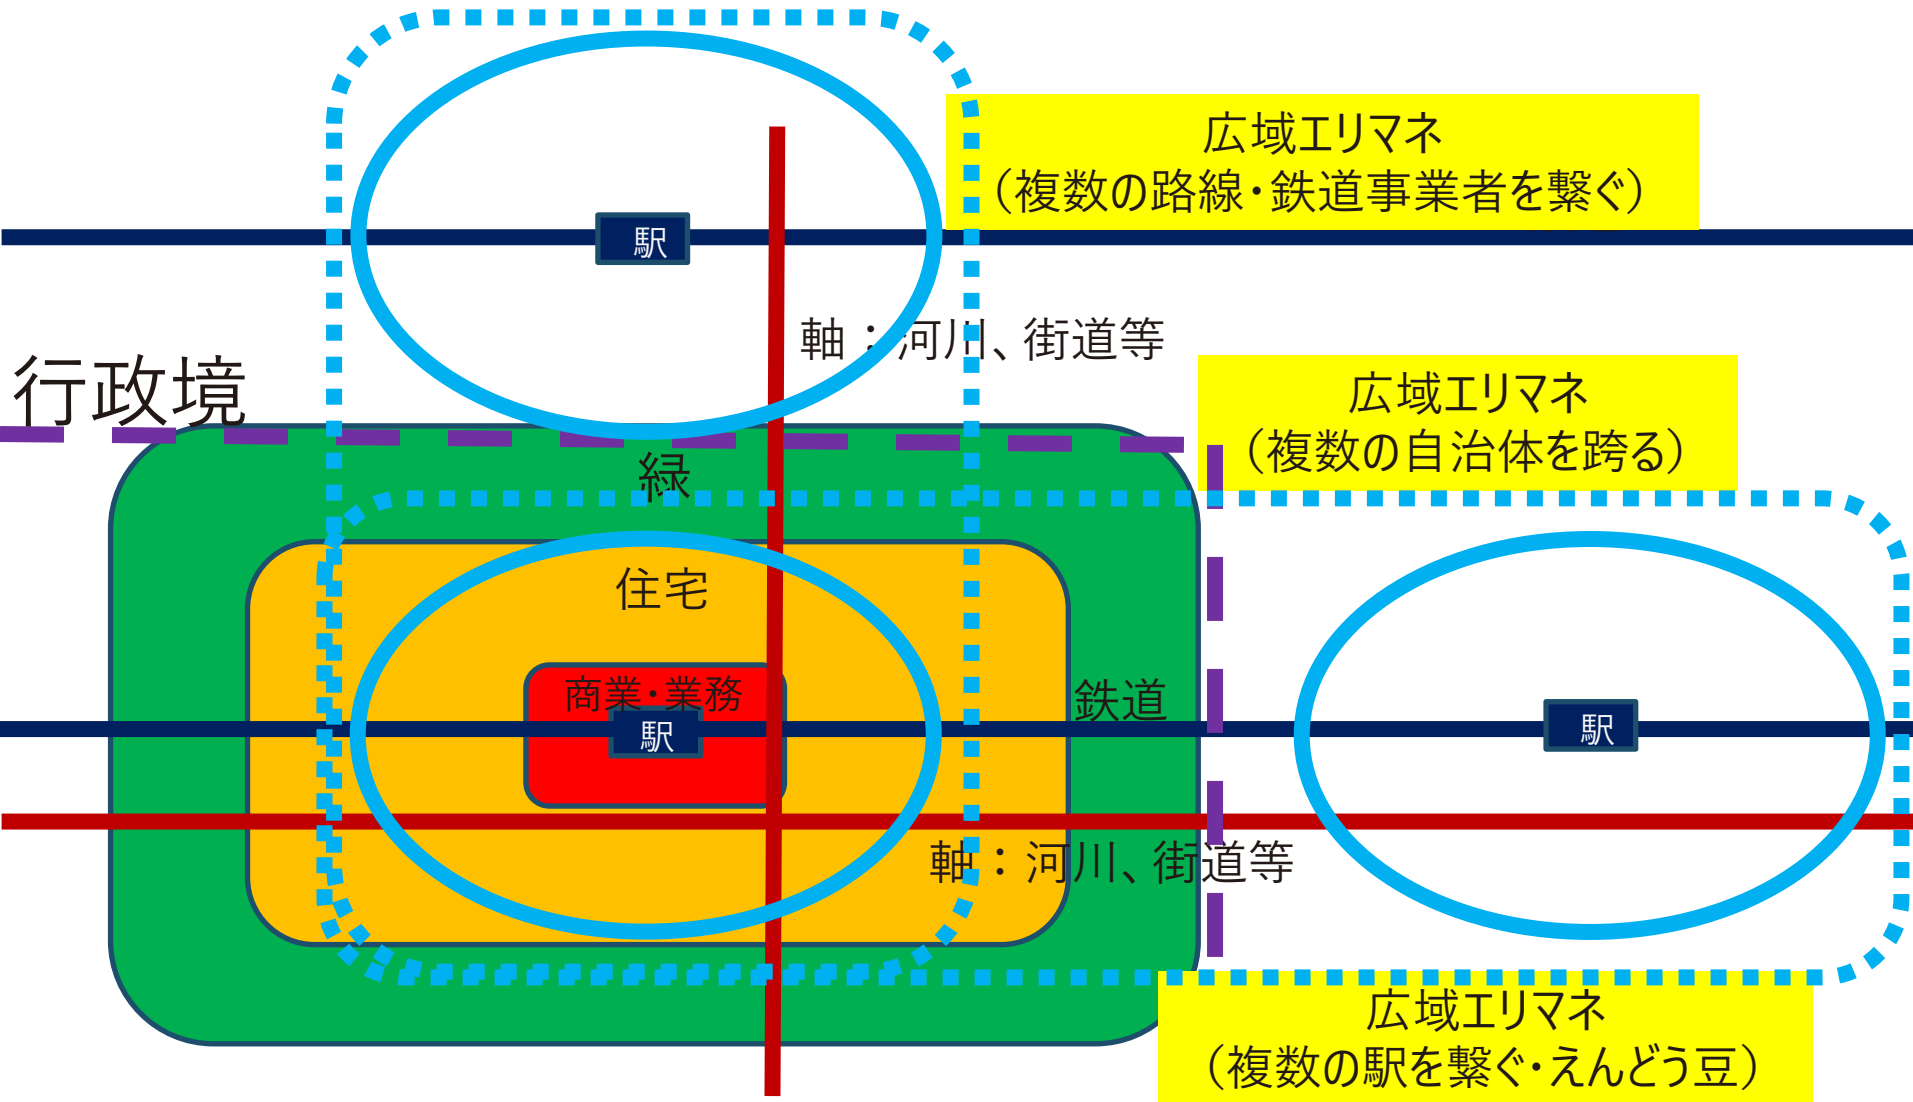 広域エリマネ
（複数の路線・鉄道事業者を繋ぐ）
駅
軸：河川、街道等
行政境
広域エリマネ
（複数の自治体を跨る）
緑
住宅
商業・業務
鉄道
駅
駅
軸：河川、街道等
広域エリマネ
（複数の駅を繋ぐ・えんどう豆）